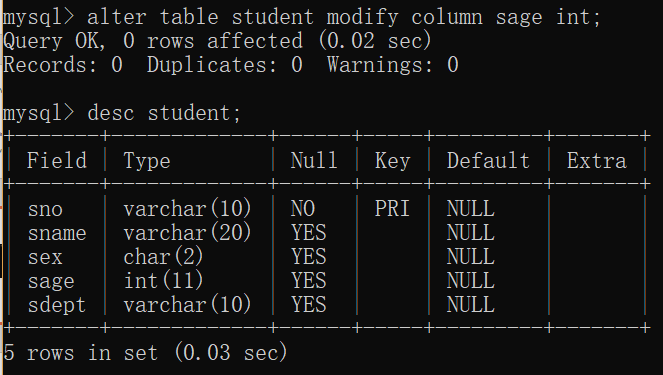 mysql> alter table student modify column sage int;
Query OK, 0 rows affected (0.02 sec)
Records: 0  Duplicates: 0  Warnings: 0
mysql> desc student;
+--------+-------------+------+-----+---------+-------+
| Field | Type | Null | Key | Default | Extra |
+--------+-------------+------+-----+---------+-------+
| sno | varchar(10) | NO | PRI | NULL | |
| sname | varchar(20) | YES | | NULL | |
| sex | char(2) | YES | | NULL | |
| sage | int(11) | YES | | NULL | |
| sdept | varchar(10) | YES | | NULL | |
+--------+-------------+------+-----+---------+-------+
5 rows in set (0.03 sec)